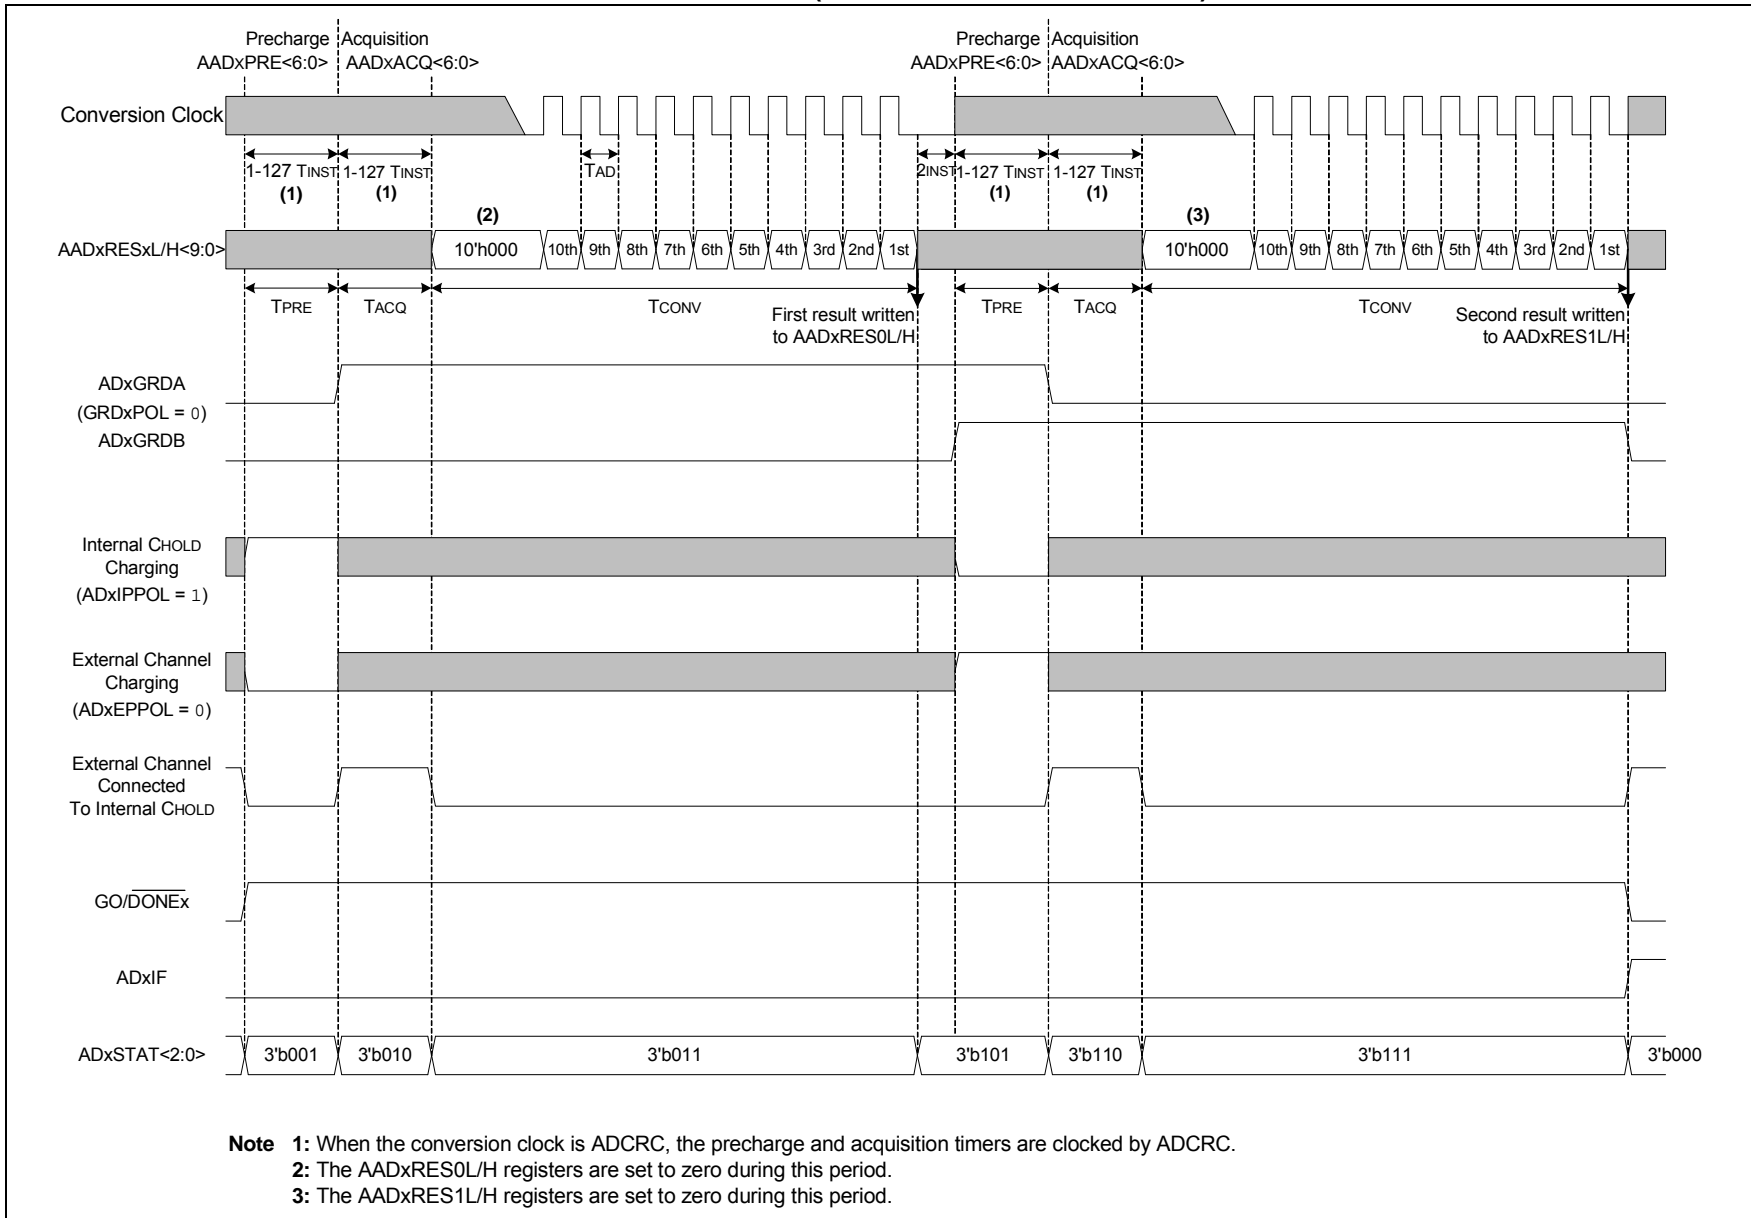 Precharge Acquisition Precharge Acquisition
AADxPRE<6:0> AADxACQ<6:0> AADxPRE<6:0> AADxACQ<6:0>
Conversion Clock
1-127 TINST 1-127 TINST TAD 2INST 1-127 TINST 1-127 TINST
(1) (1) (1) (1)
(2) (3)
AADxRESxL/H<9:0> 10'h000 10th 9th 8th 7th 6th 5th 4th 3rd 2nd 1st 10'h000 10th 9th 8th 7th 6th 5th 4th 3rd 2nd 1st
TPRE TACQ TCONV TPRE TACQ TCONV
First result written
to AADxRES0L/H
Second result written
to AADxRES1L/H
ADxGRDA
(GRDxPOL = 0)
ADxGRDB
Internal CHOLD
Charging
(ADxIPPOL = 1)
External Channel
Charging
(ADxEPPOL = 0)
External Channel
Connected
To Internal CHOLD
GO/DONEx
ADxIF
ADxSTAT<2:0> 3'b001 3'b010 3'b011 3'b101 3'b110 3'b111 3'b000
Note 1: When the conversion clock is ADCRC, the precharge and acquisition timers are clocked by ADCRC.
2: The AADxRES0L/H registers are set to zero during this period.
3: The AADxRES1L/H registers are set to zero during this period.